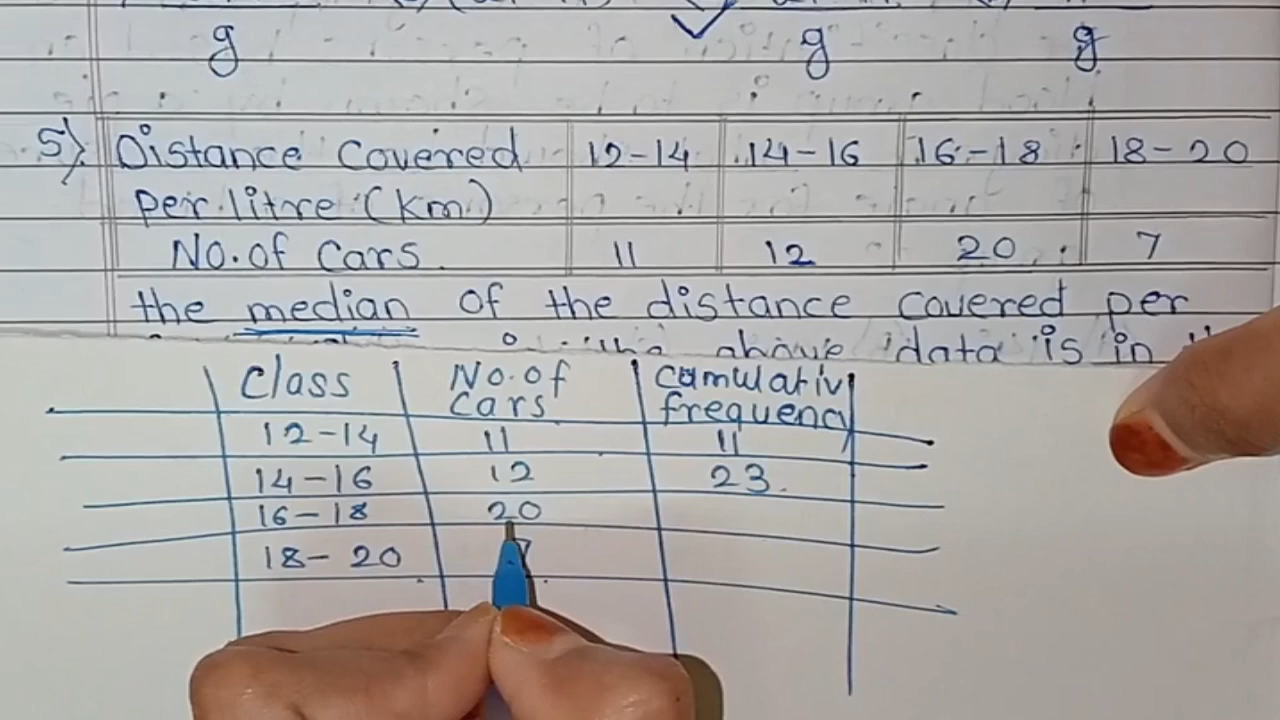 g g g
5) Distance Covered 12-14 14-16 16-18 18-20
per litre (km)
No. of Cars 11 12 20 7
the median of the distance covered per
above data is in
Class No. of Cars Cumulativ frequency
12-14 11 11
14-16 12 23
16-18 20
18-20 7